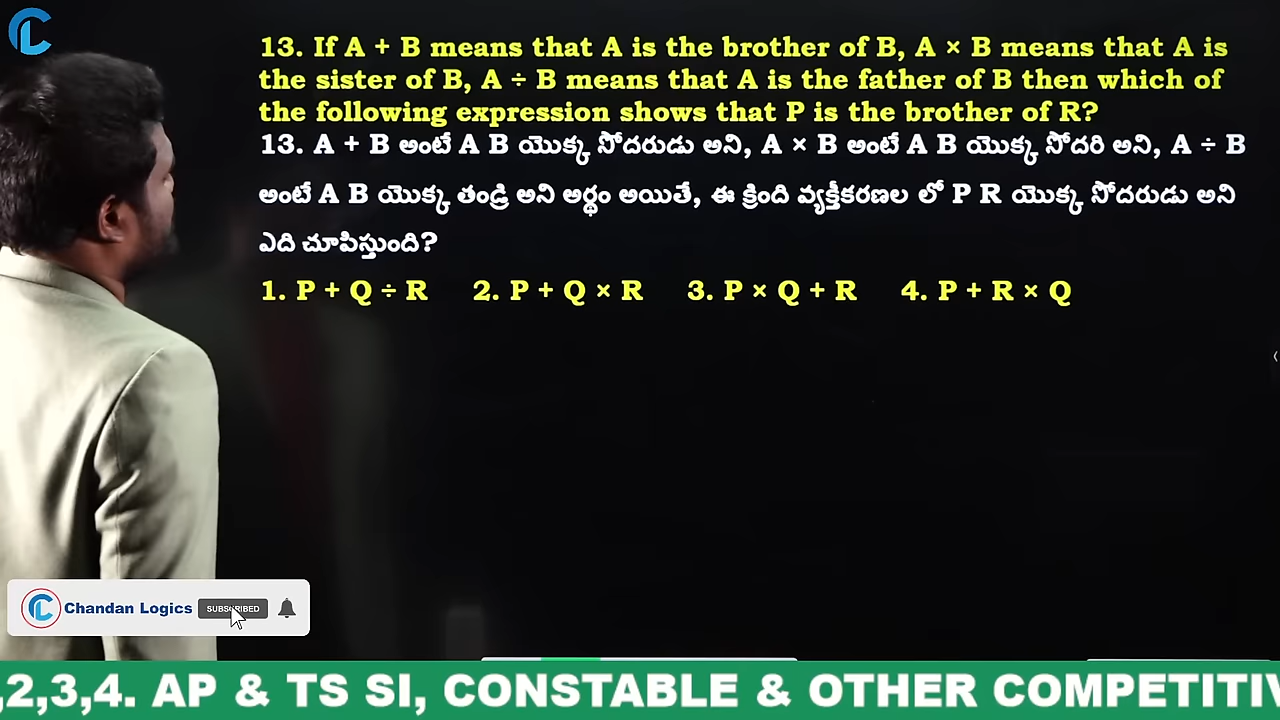 13. If A + B means that A is the brother of B, A × B means that A is
the sister of B, A ÷ B means that A is the father of B then which of
the following expression shows that P is the brother of R?
13. A + B అంటే A B యొక్క సోదరుడు అని, A × B అంటే A B యొక్క సోదరి అని, A ÷ B
అంటే A B యొక్క తండ్రి అని అర్థం అయితే, ఈ క్రింది వ్యక్తీకరణల లో P R యొక్క సోదరుడు అని
ఎది చూపిస్తుంది?
1. P + Q ÷ R 2. P + Q × R 3. P × Q + R 4. P + R × Q
Chandan Logics SUBSCRIBED
,2,3,4. AP & TS SI, CONSTABLE & OTHER COMPETITIV